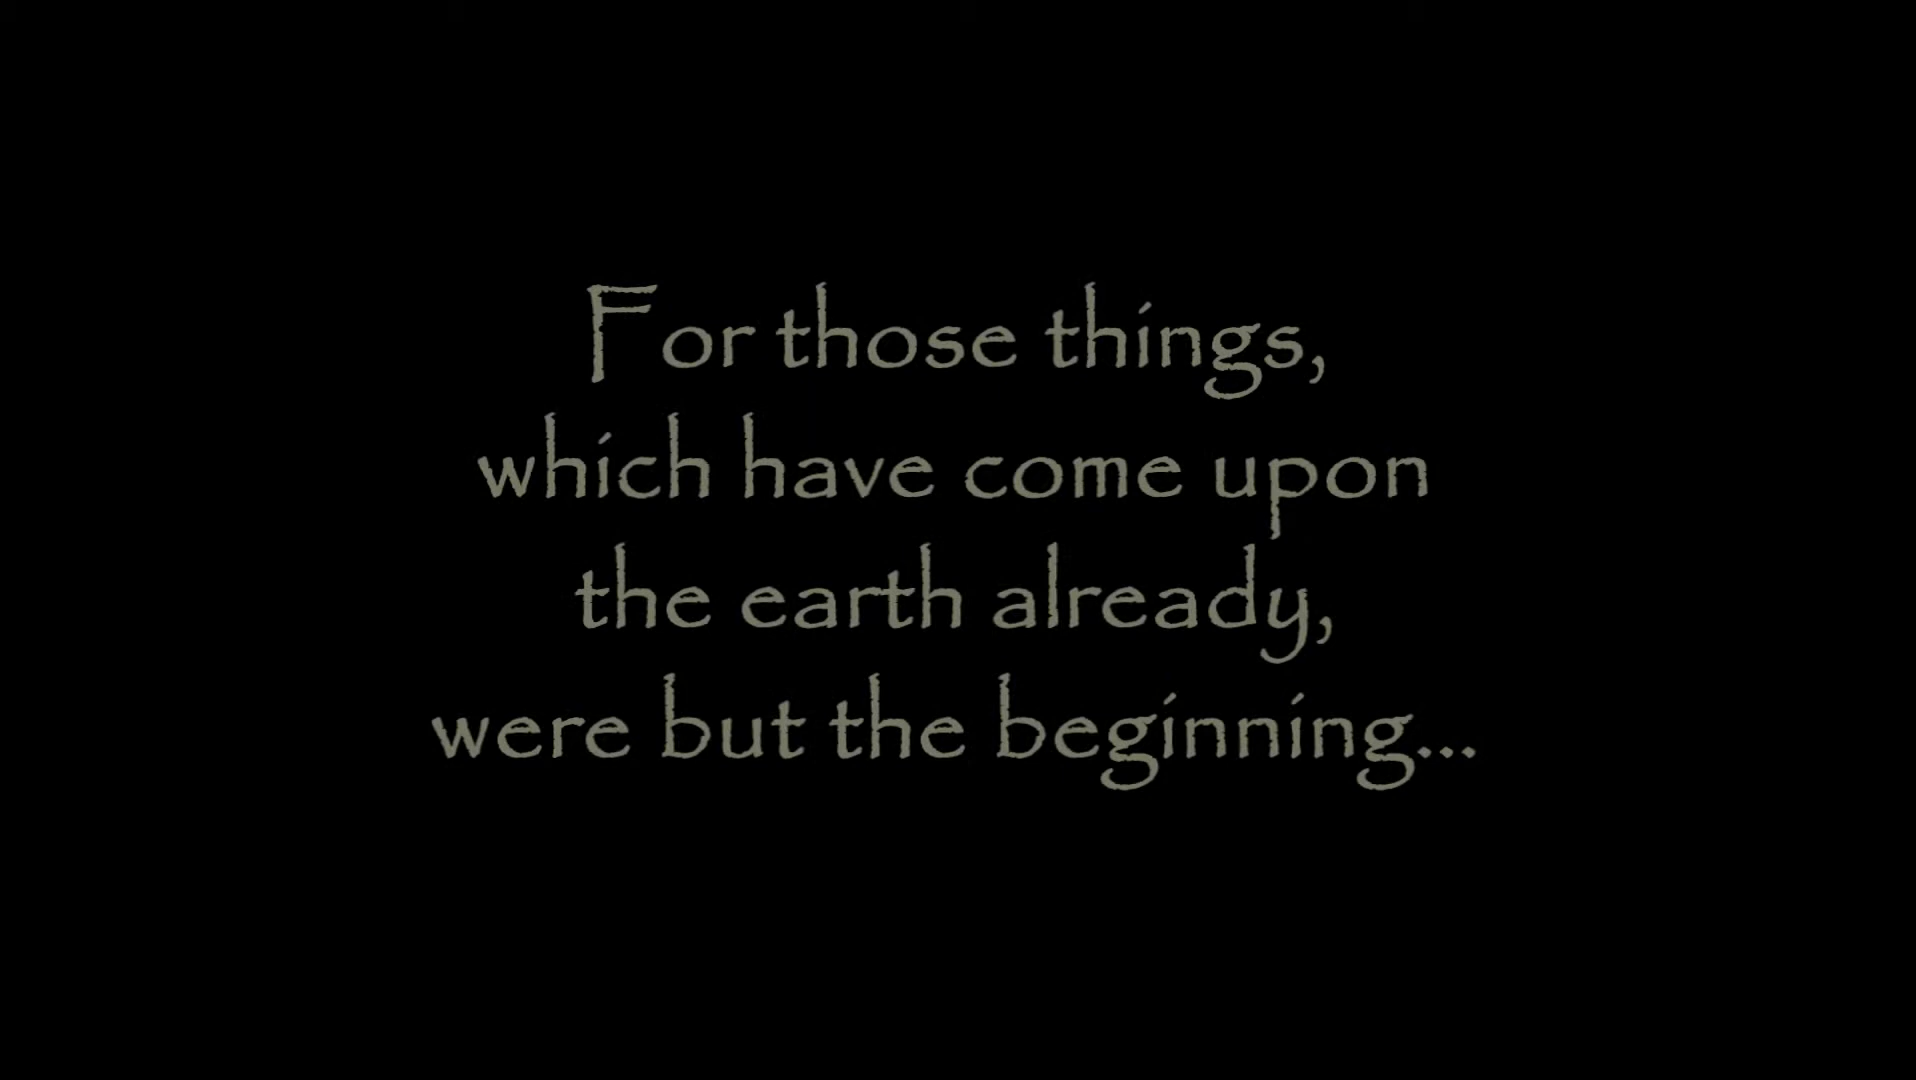 For those things,
which have come upon
the earth already,
were but the beginning...